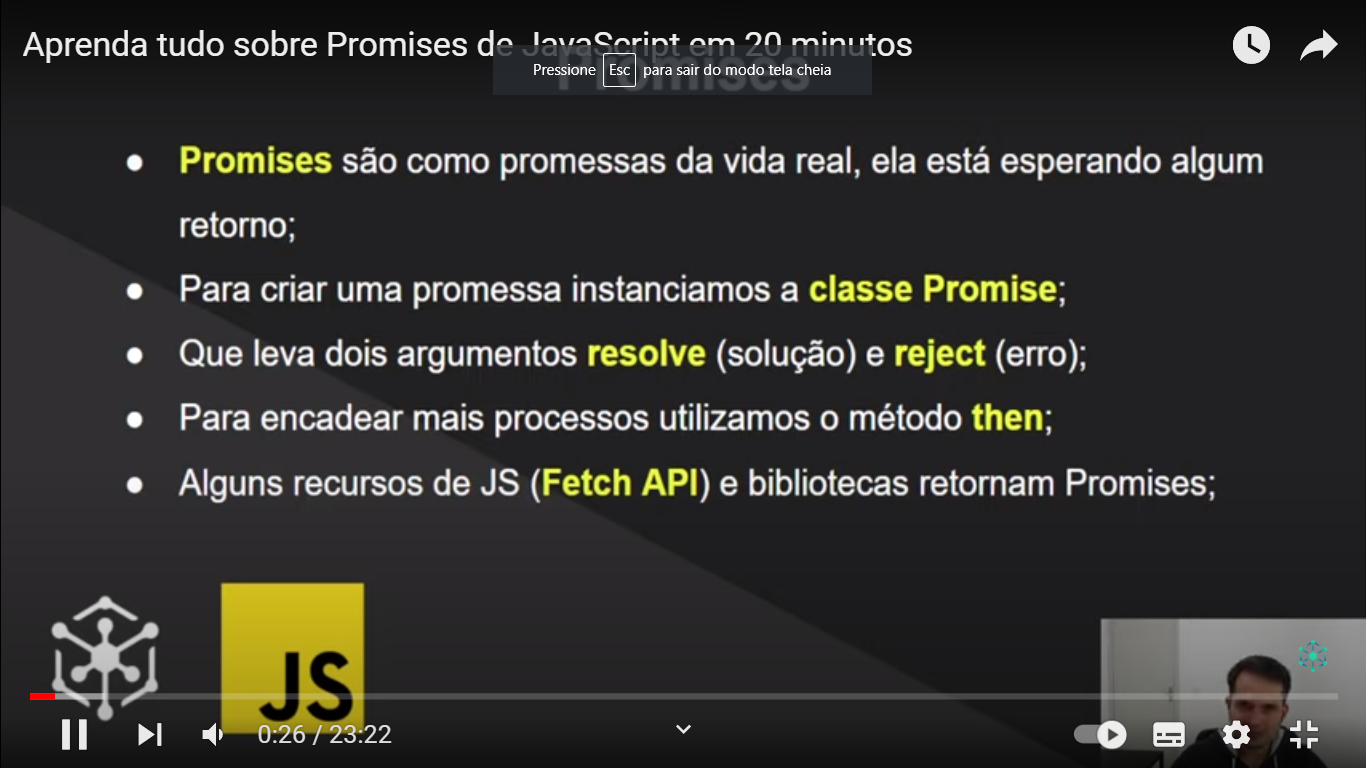 Aprenda tudo sobre Promises de JavaScript em 20 minutos
Pressione Esc para sair do modo tela cheia
Promises
Promises são como promessas da vida real, ela está esperando algum
retorno;
Para criar uma promessa instanciamos a classe Promise;
Que leva dois argumentos resolve (solução) e reject (erro);
Para encadear mais processos utilizamos o método then;
Alguns recursos de JS (Fetch API) e bibliotecas retornam Promises;
JS
0:26 / 23:22